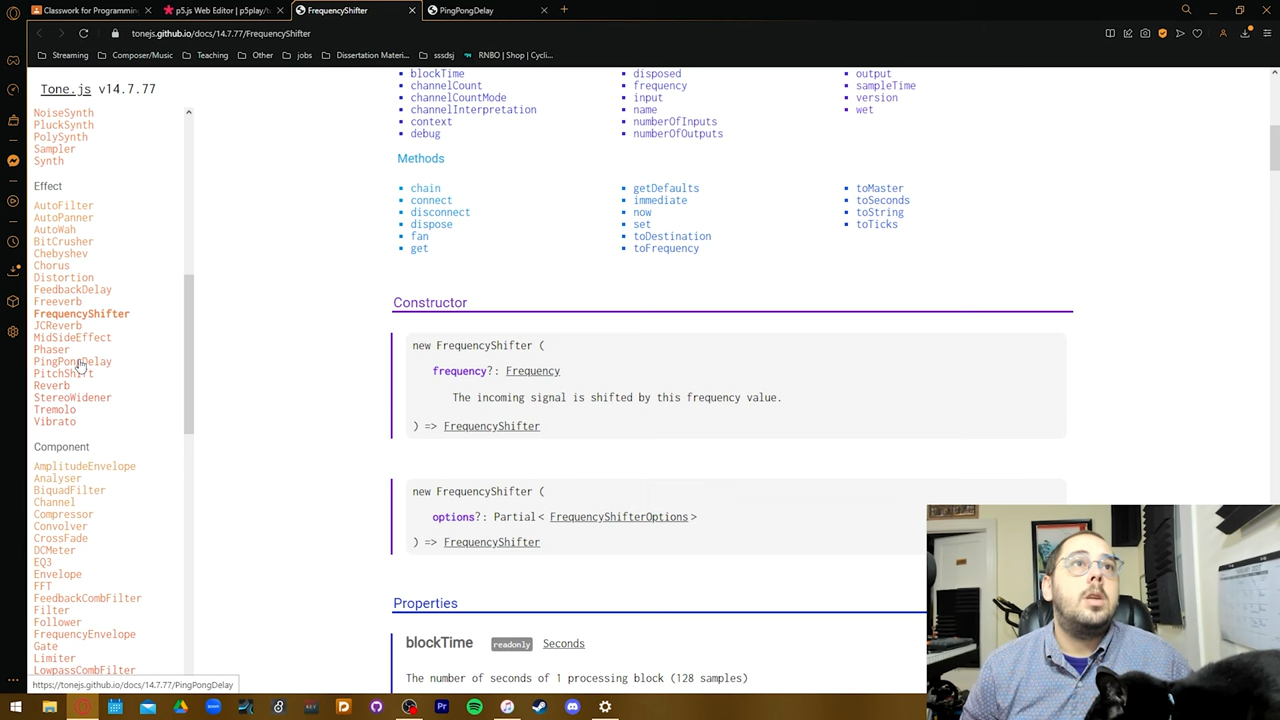 Classwork for Programmin
p5.js Web Editor | p5play/t
FrequencyShifter
PingPongDelay
tonejs.github.io/docs/14.7.77/FrequencyShifter
Streaming
Composer/Music
Teaching
Other
jobs
Dissertation Materi...
sssdsj
RNBO | Shop | Cycli...
Tone.js v14.7.77
NoiseSynth
PluckSynth
PolySynth
Sampler
Synth
Effect
AutoFilter
AutoPanner
AutoWah
BitCrusher
Chebyshev
Chorus
Distortion
FeedbackDelay
Freeverb
FrequencyShifter
JCReverb
MidSideEffect
Phaser
PingPongDelay
PitchShift
Reverb
StereoWidener
Tremolo
Vibrato
Component
AmplitudeEnvelope
Analyser
BiquadFilter
Channel
Compressor
Convolver
CrossFade
DCMeter
EQ3
Envelope
FFT
FeedbackCombFilter
Filter
Follower
FrequencyEnvelope
Gate
Limiter
LowpassCombFilter
https://tonejs.github.io/docs/14.7.77/PingPongDelay
blockTime
channelCount
channelCountMode
channelInterpretation
context
debug
disposed
frequency
input
name
numberOfInputs
numberOfOutputs
output
sampleTime
version
wet
Methods
chain
connect
disconnect
dispose
fan
get
getDefaults
immediate
now
set
toDestination
toFrequency
toMaster
toSeconds
toString
toTicks
Constructor
new FrequencyShifter (
frequency?: Frequency
The incoming signal is shifted by this frequency value.
) => FrequencyShifter
new FrequencyShifter (
options?: Partial< FrequencyShifterOptions >
) => FrequencyShifter
Properties
blockTime readonly Seconds
The number of seconds of 1 processing block (128 samples)